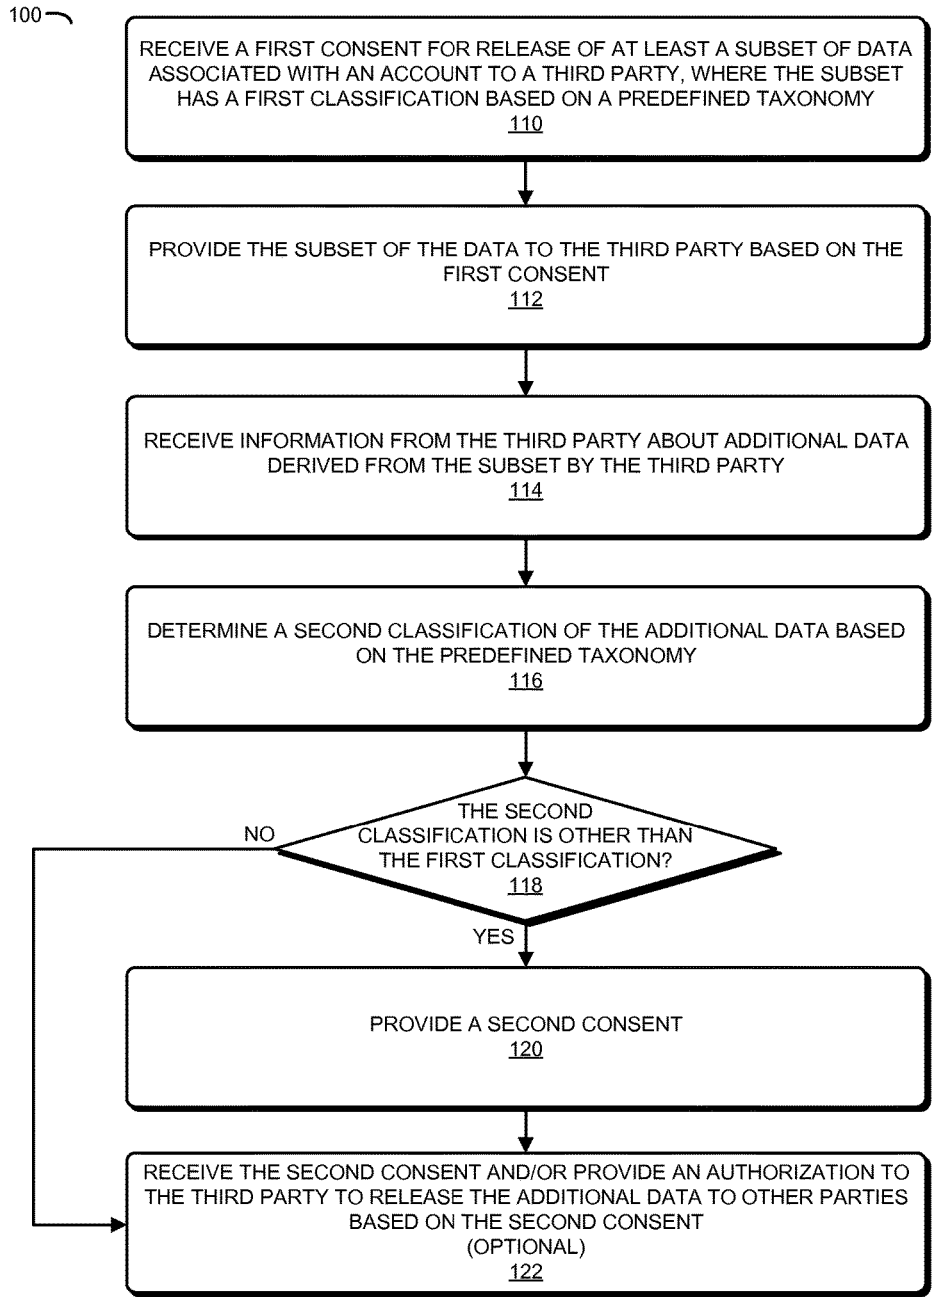 100
RECEIVE A FIRST CONSENT FOR RELEASE OF AT LEAST A SUBSET OF DATA
ASSOCIATED WITH AN ACCOUNT TO A THIRD PARTY, WHERE THE SUBSET
HAS A FIRST CLASSIFICATION BASED ON A PREDEFINED TAXONOMY
110
PROVIDE THE SUBSET OF THE DATA TO THE THIRD PARTY BASED ON THE
FIRST CONSENT
112
RECEIVE INFORMATION FROM THE THIRD PARTY ABOUT ADDITIONAL DATA
DERIVED FROM THE SUBSET BY THE THIRD PARTY
114
DETERMINE A SECOND CLASSIFICATION OF THE ADDITIONAL DATA BASED
ON THE PREDEFINED TAXONOMY
116
THE SECOND
CLASSIFICATION IS OTHER THAN
THE FIRST CLASSIFICATION?
118
NO
YES
PROVIDE A SECOND CONSENT
120
RECEIVE THE SECOND CONSENT AND/OR PROVIDE AN AUTHORIZATION TO
THE THIRD PARTY TO RELEASE THE ADDITIONAL DATA TO OTHER PARTIES
BASED ON THE SECOND CONSENT
(OPTIONAL)
122